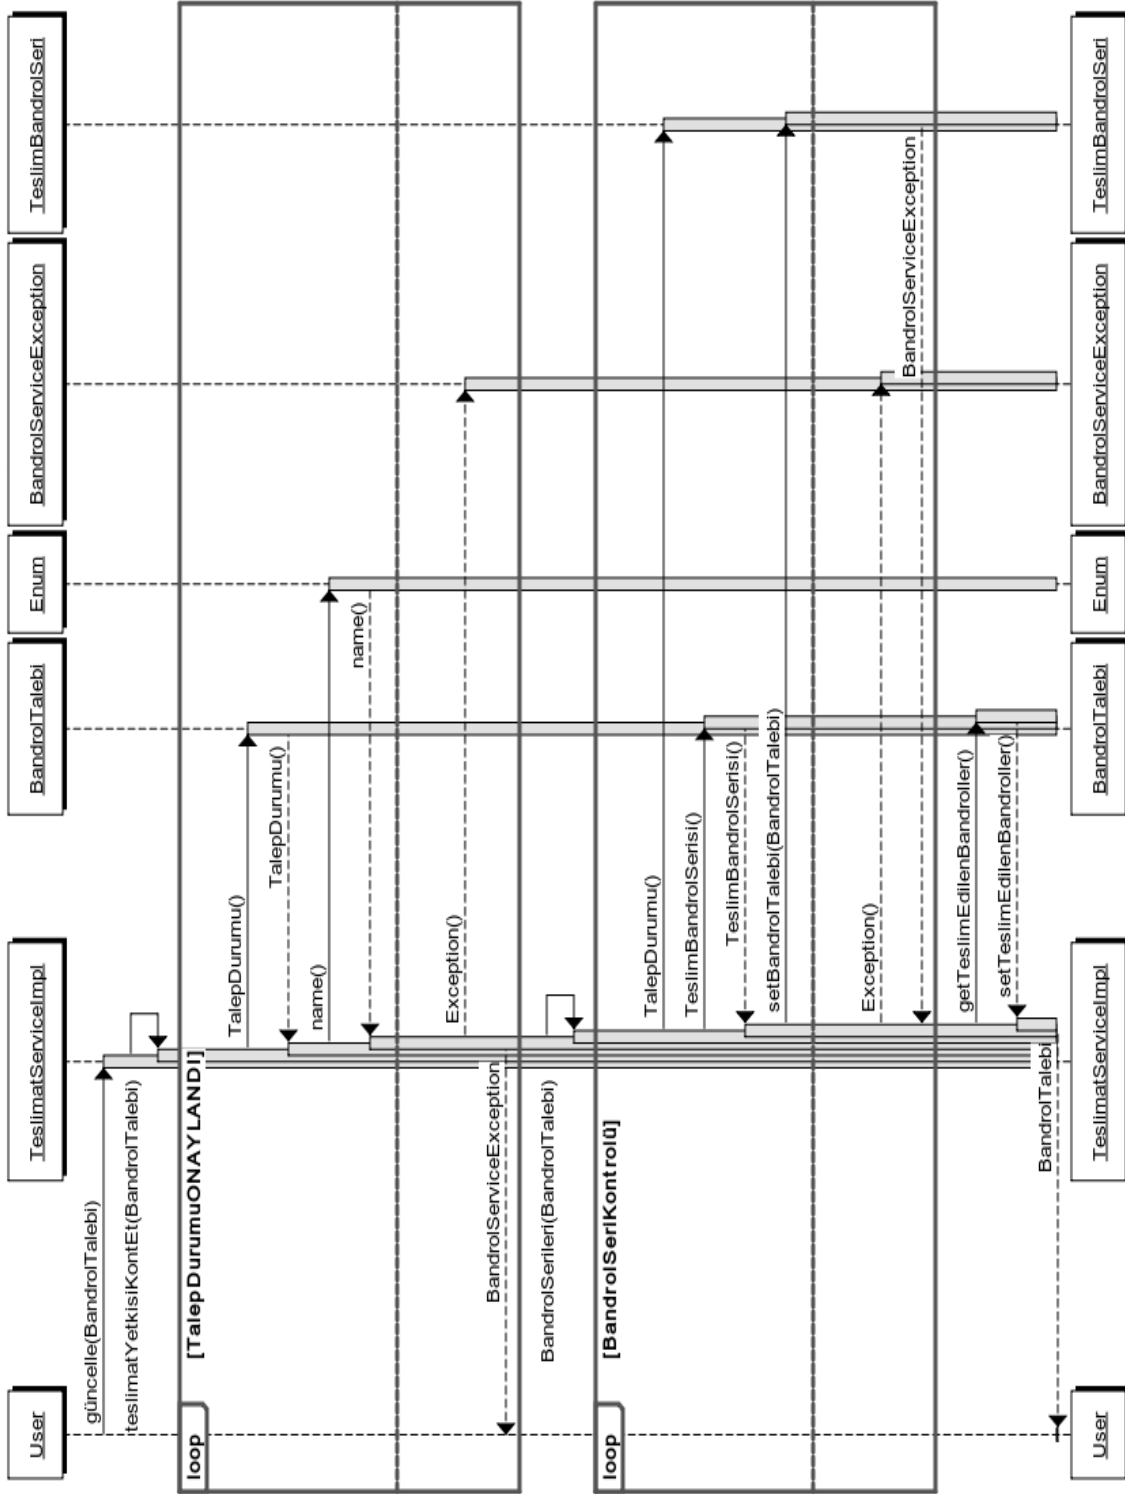 User
TeslimatServiceImpl
BandrolTalebi
Enum
BandrolServiceException
TeslimBandrolSeri
güncelle(BandrolTalebi)
teslimatYetkisiKontEt(BandrolTalebi)
loop
[TalepDurumuONAYLANDI]
TalepDurumu()
TalepDurumu()
name()
name()
Exception()
BandrolServiceException
BandrolSerileri(BandrolTalebi)
loop
[BandrolSeriKontrolü]
TalepDurumu()
TeslimBandrolSerisi()
TeslimBandrolSerisi()
setBandrolTalebi(BandrolTalebi)
Exception()
BandrolServiceException
getTeslimEdilenBandroller()
setTeslimEdilenBandroller()
BandrolTalebi
User
TeslimatServiceImpl
BandrolTalebi
Enum
BandrolServiceException
TeslimBandrolSeri